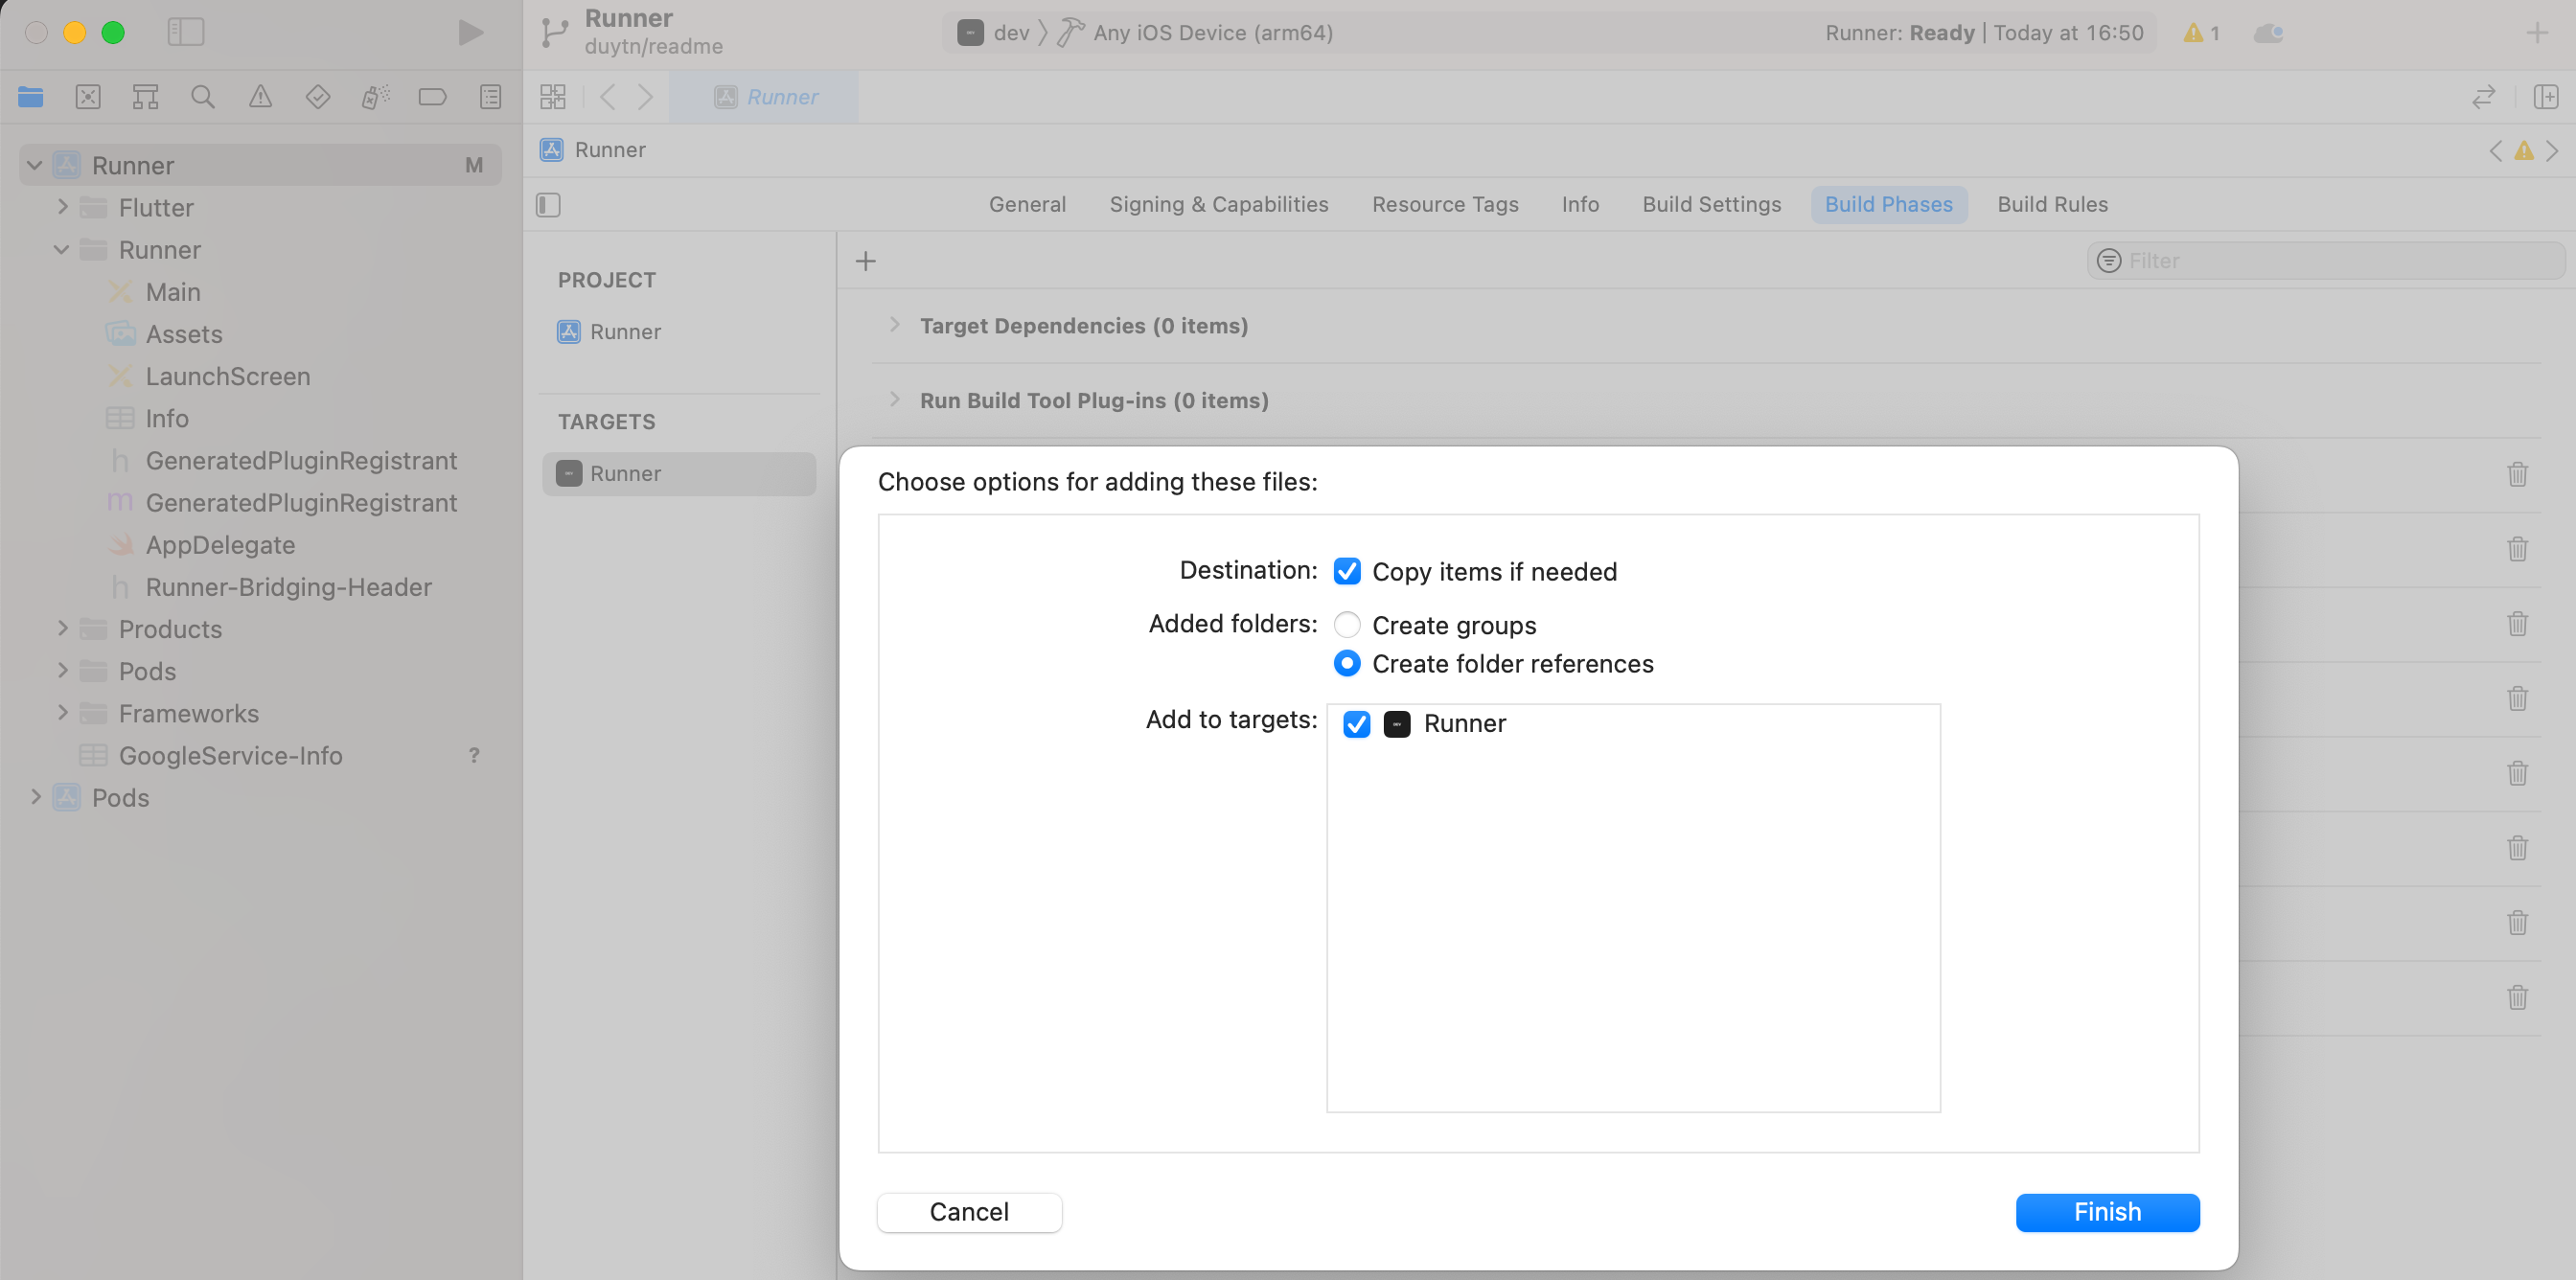 Runner
duytn/readme
dev
Any iOS Device (arm64)
Runner: Ready | Today at 16:50
1
Runner
Runner
M
Flutter
Runner
Main
Assets
LaunchScreen
Info
h GeneratedPluginRegistrant
m GeneratedPluginRegistrant
AppDelegate
h Runner-Bridging-Header
Products
Pods
Frameworks
GoogleService-Info
?
Pods
Runner
General
Signing & Capabilities
Resource Tags
Info
Build Settings
Build Phases
Build Rules
PROJECT
Runner
TARGETS
Runner
Filter
Target Dependencies (0 items)
Run Build Tool Plug-ins (0 items)
Choose options for adding these files:
Destination:
Copy items if needed
Added folders:
Create groups
Create folder references
Add to targets:
Runner
Cancel
Finish